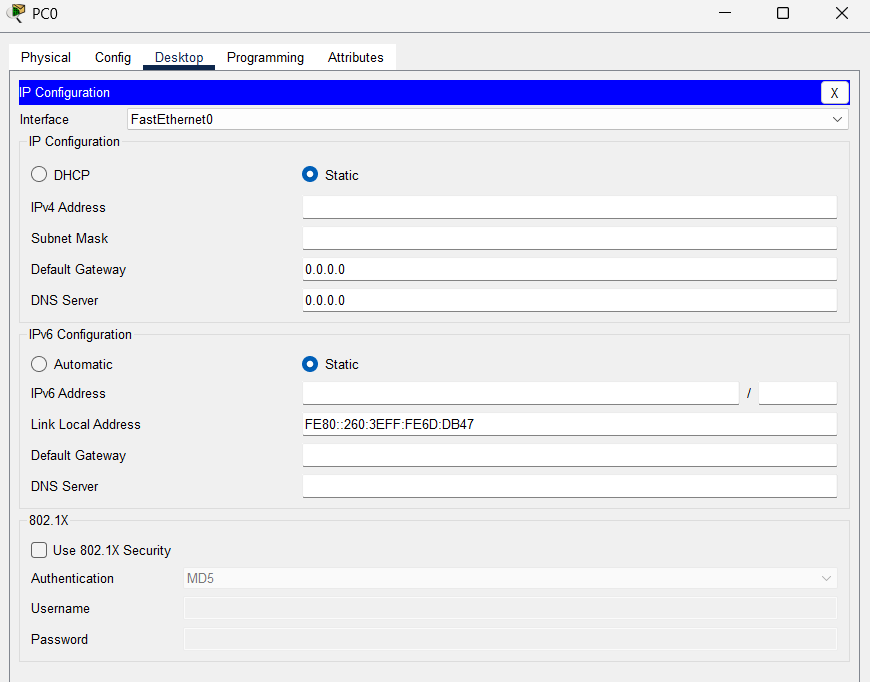 PC0
Physical Config Desktop Programming Attributes
IP Configuration X
Interface FastEthernet0
IP Configuration
DHCP Static
IPv4 Address
Subnet Mask
Default Gateway 0.0.0.0
DNS Server 0.0.0.0
IPv6 Configuration
Automatic Static
IPv6 Address /
Link Local Address FE80::260:3EFF:FE6D:DB47
Default Gateway
DNS Server
802.1X
Use 802.1X Security
Authentication MD5
Username
Password